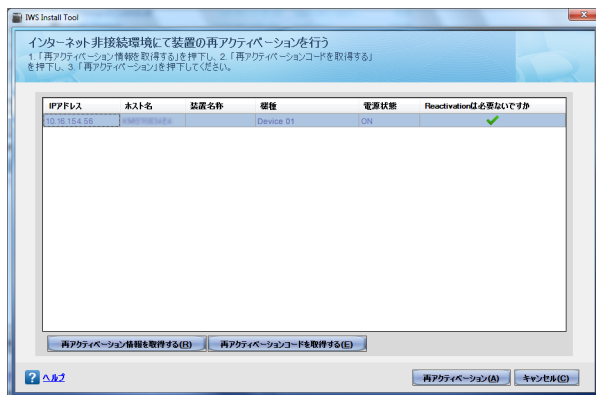 IWS Install Tool
インターネット非接続環境にて装置の再アクティベーションを行う
1.「再アクティベーション情報を取得する」を押下し、2.「再アクティベーションコードを取得する」
を押下し、3.「再アクティベーション」を押下してください。
IPアドレス ホスト名 装置名称 機種 電源状態 Reactivationは必要ないですか
10.16.154.56 Device 01 ON
再アクティベーション情報を取得する(R) 再アクティベーションコードを取得する(E)
ヘルプ 再アクティベーション(A) キャンセル(C)